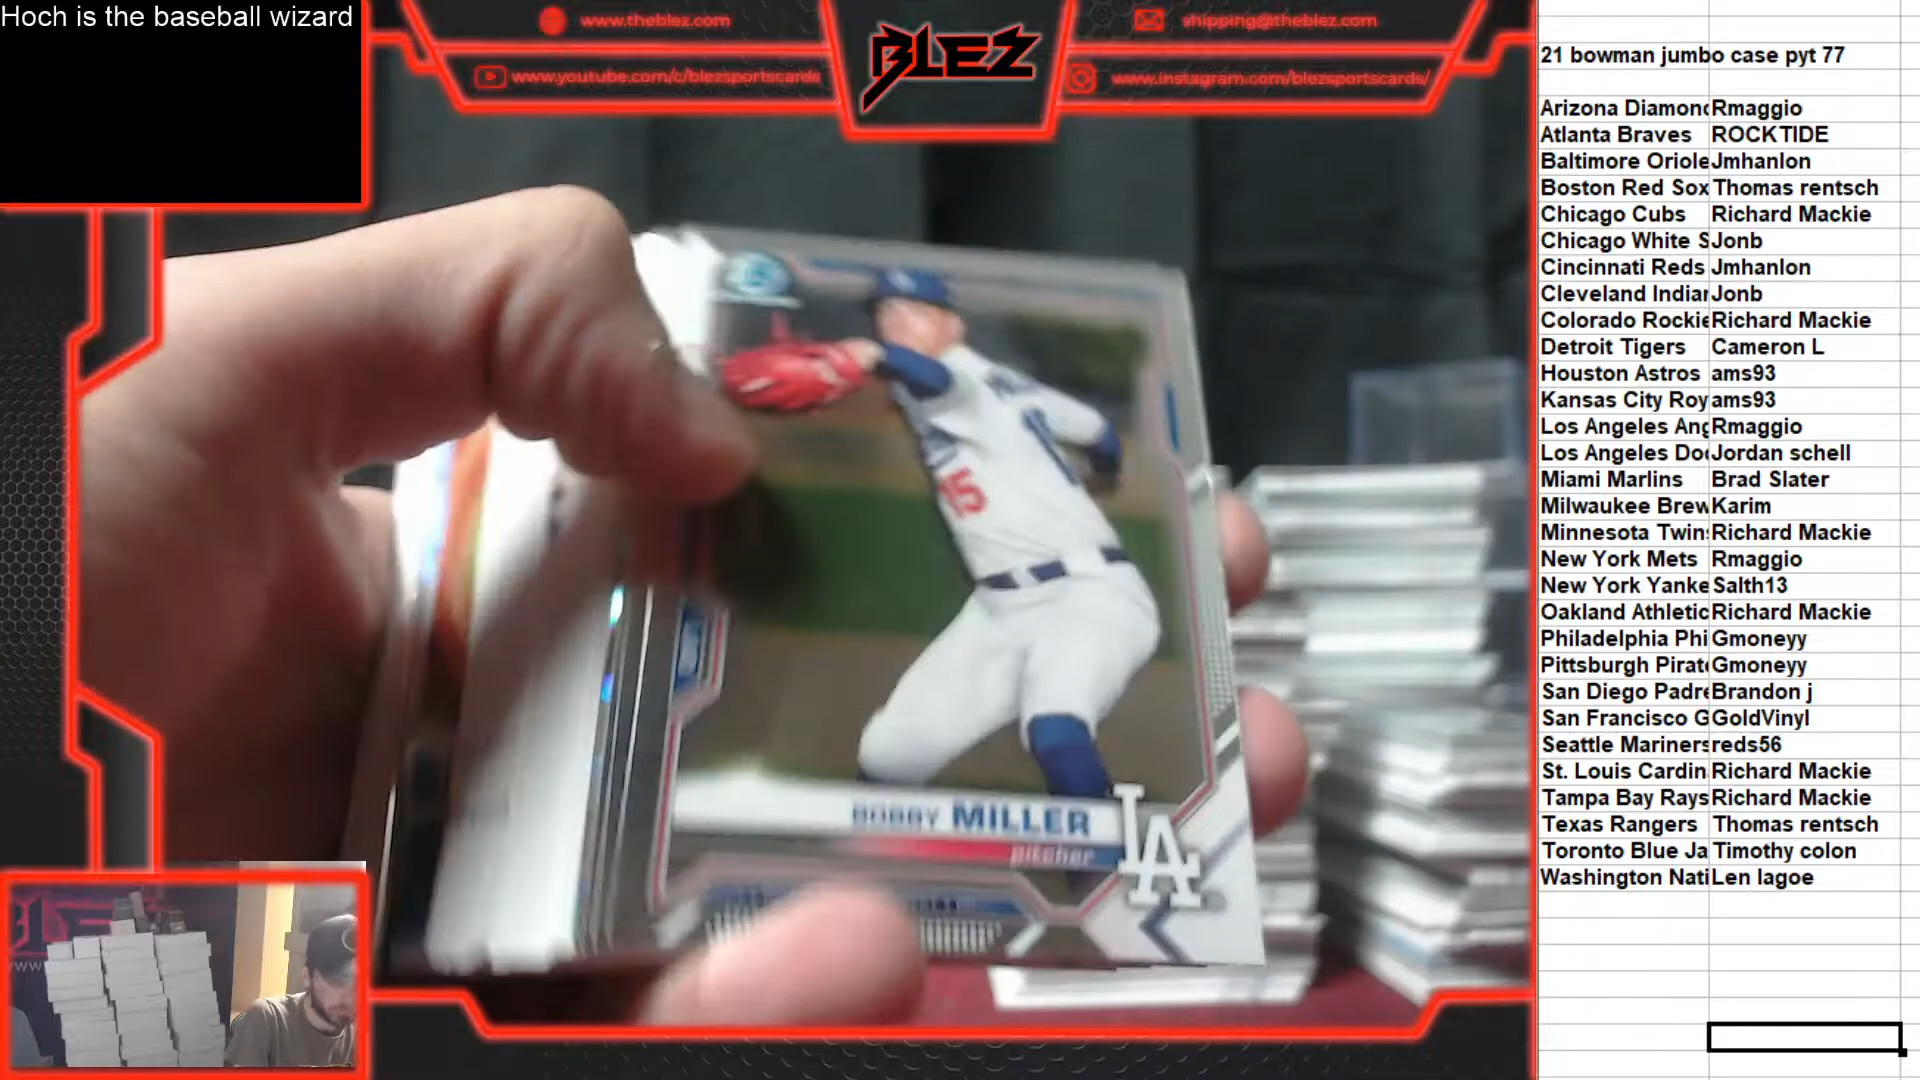 Hoch is the baseball wizard
www.theblez.com
shipping@theblez.com
BLEZ
www.youtube.com/c/blezsportscards
www.instagram.com/blezsportscards/
15
BOBBY MILLER
pitcher
LA
21 bowman jumbo case pyt 77
Arizona Diamond Rmaggio
Atlanta Braves ROCKTIDE
Baltimore Oriole Jmhanlon
Boston Red Sox Thomas rentsch
Chicago Cubs Richard Mackie
Chicago White S Jonb
Cincinnati Reds Jmhanlon
Cleveland Indian Jonb
Colorado Rockie Richard Mackie
Detroit Tigers Cameron L
Houston Astros ams93
Kansas City Roy ams93
Los Angeles Ang Rmaggio
Los Angeles Dod Jordan schell
Miami Marlins Brad Slater
Milwaukee Brew Karim
Minnesota Twins Richard Mackie
New York Mets Rmaggio
New York Yanke Salth13
Oakland Athletic Richard Mackie
Philadelphia Phi Gmoneyy
Pittsburgh Pirate Gmoneyy
San Diego Padre Brandon j
San Francisco G GoldVinyl
Seattle Mariners reds56
St. Louis Cardin Richard Mackie
Tampa Bay Rays Richard Mackie
Texas Rangers Thomas rentsch
Toronto Blue Ja Timothy colon
Washington Nati Len lagoe